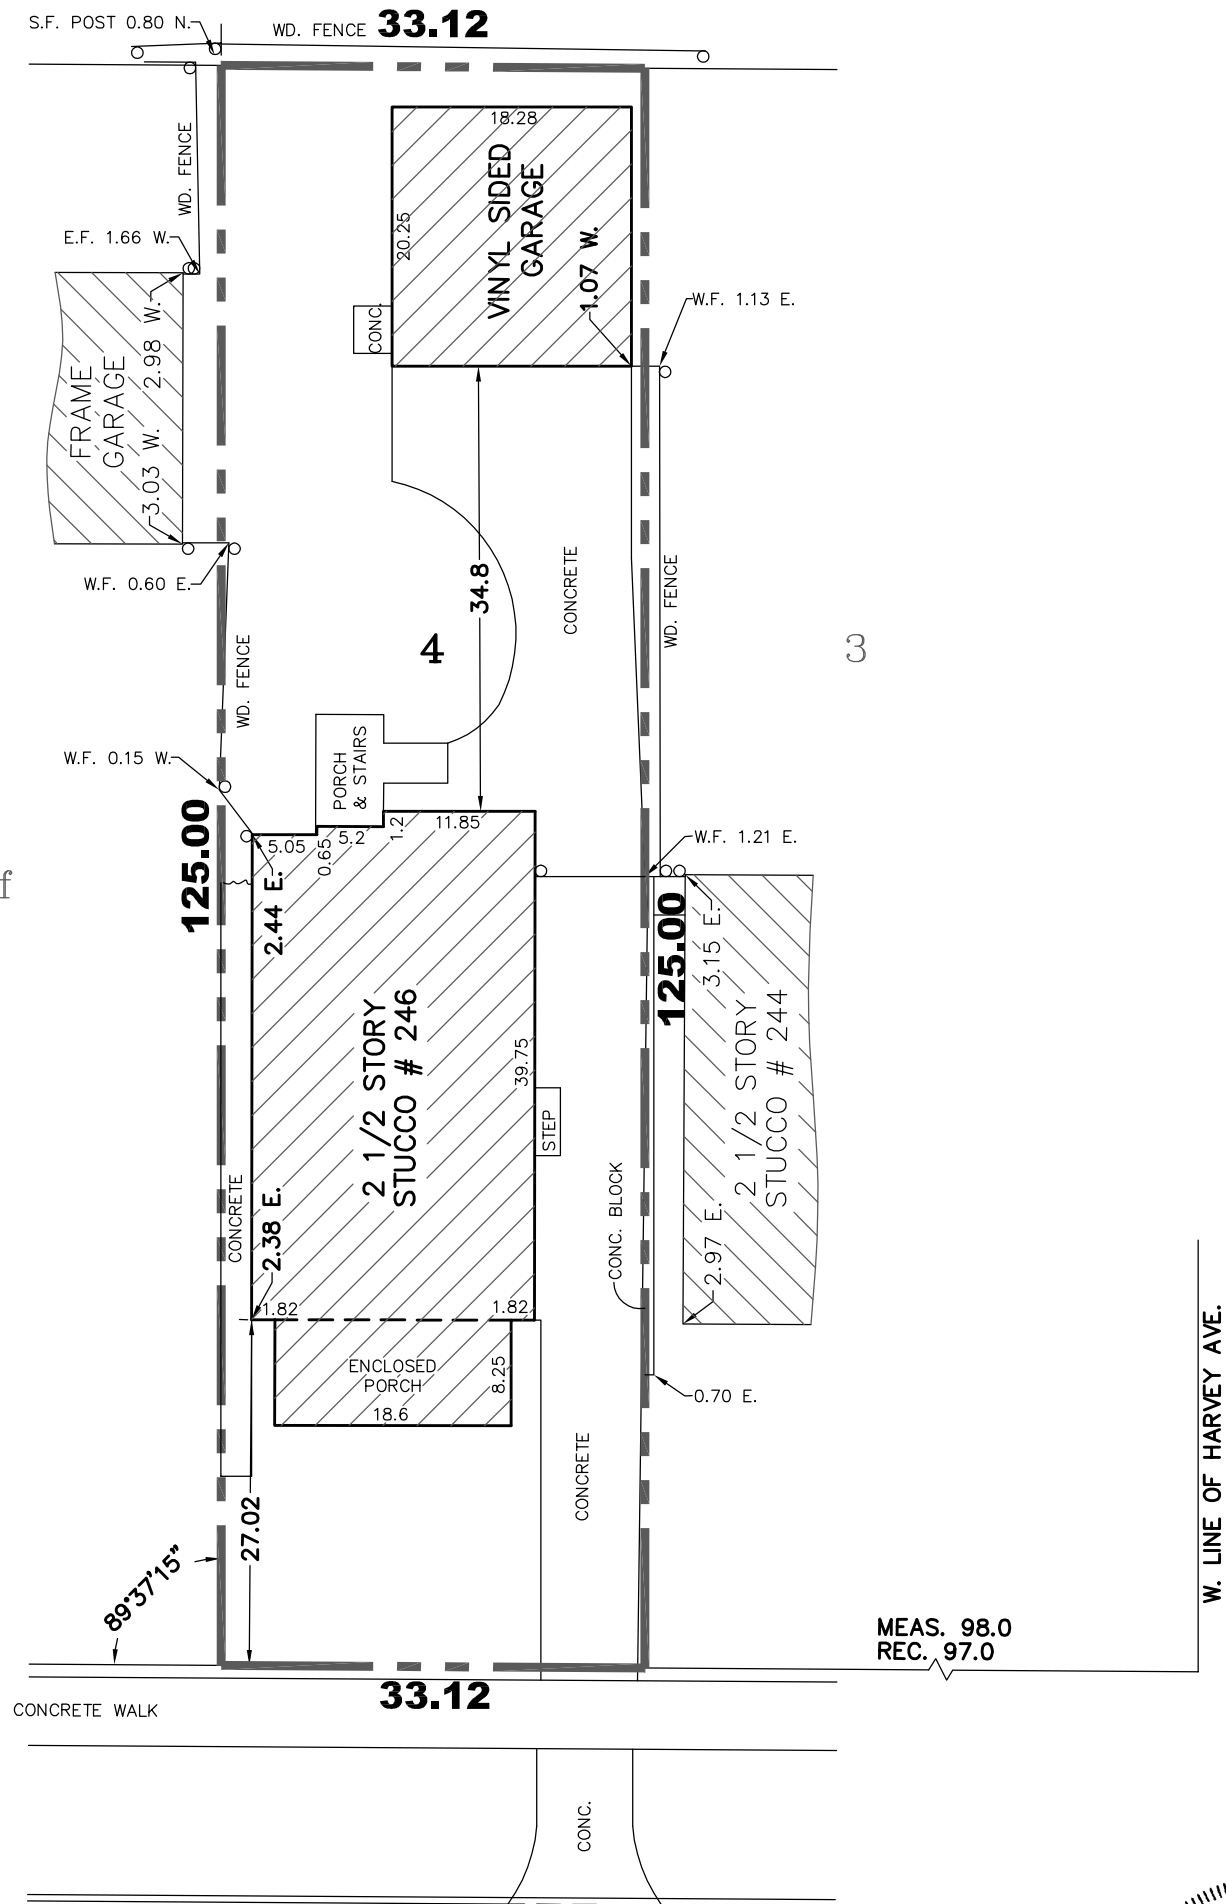 S.F. POST 0.80 N.
WD. FENCE
33.12
18.28
WD. FENCE
VINYL SIDED
GARAGE
20.25
E.F. 1.66 W.
1.07 W.
W.F. 1.13 E.
CONC.
2.98 W.
FRAME
GARAGE
3.03 W.
W.F. 0.60 E.
34.8
CONCRETE
WD. FENCE
4
3
WD. FENCE
W.F. 0.15 W.
PORCH
& STAIRS
125.00
5.05
0.65
5.2
1.2
11.85
W.F. 1.21 E.
f
2.44 E.
125.00
3.15 E.
2 1/2 STORY
STUCCO # 246
39.75
2 1/2 STORY
STUCCO # 244
STEP
CONCRETE
2.38 E.
CONC. BLOCK
2.97 E.
1.82
1.82
ENCLOSED
PORCH
8.25
18.6
0.70 E.
CONCRETE
27.02
89°37'15"
W. LINE OF HARVEY AVE.
MEAS. 98.0
REC. 97.0
33.12
CONCRETE WALK
CONC.